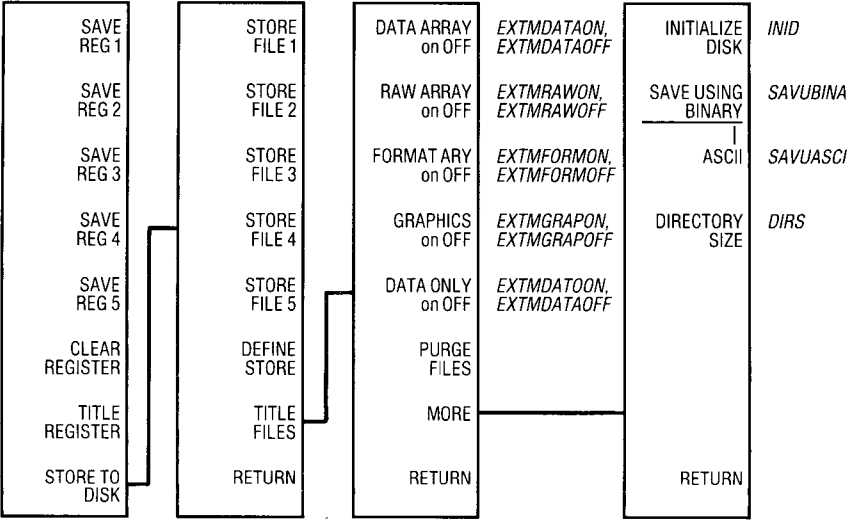 SAVE
REG 1
SAVE
REG 2
SAVE
REG 3
SAVE
REG 4
SAVE
REG 5
CLEAR
REGISTER
TITLE
REGISTER
STORE TO
DISK
STORE
FILE 1
STORE
FILE 2
STORE
FILE 3
STORE
FILE 4
STORE
FILE 5
DEFINE
STORE
TITLE
FILES
RETURN
DATA ARRAY
on OFF
EXTMDATAON,
EXTMDATAOFF
RAW ARRAY
on OFF
EXTMRAWON,
EXTMRAWOFF
FORMAT ARY
on OFF
EXTMFORMON,
EXTMFORMOFF
GRAPHICS
on OFF
EXTMGRAPON,
EXTMGRAPOFF
DATA ONLY
on OFF
EXTMDATOON,
EXTMDATAOFF
PURGE
FILES
MORE
RETURN
INITIALIZE
DISK
INID
SAVE USING
BINARY
SAVUBINA
ASCII
SAVUASCI
DIRECTORY
SIZE
DIRS
RETURN